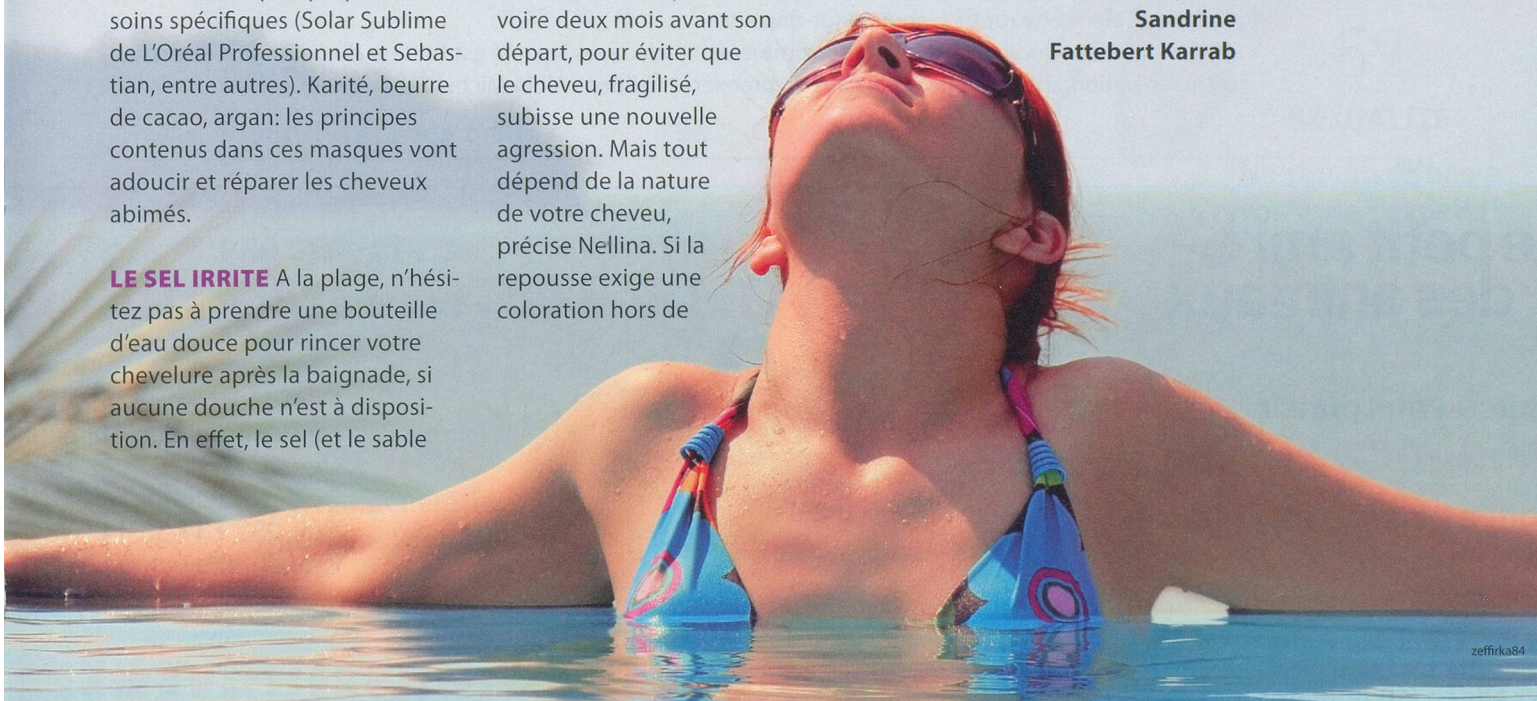 soins spécifiques (Solar Sublime
de L’Oréal Professionnel et Sebas-
tian, entre autres). Karité, beurre
de cacao, argan: les principes
contenus dans ces masques vont
adoucir et réparer les cheveux
abimés.
LE SEL IRRITE A la plage, n’hési-
tez pas à prendre une bouteille
d’eau douce pour rincer votre
chevelure après la baignade, si
aucune douche n’est à disposi-
tion. En effet, le sel (et le sable
voire deux mois avant son
départ, pour éviter que
le cheveu, fragilisé,
subisse une nouvelle
agression. Mais tout
dépend de la nature
de votre cheveu,
précise Nellina. Si la
repousse exige une
coloration hors de
Sandrine
Fattebert Karrab
zeffirka84